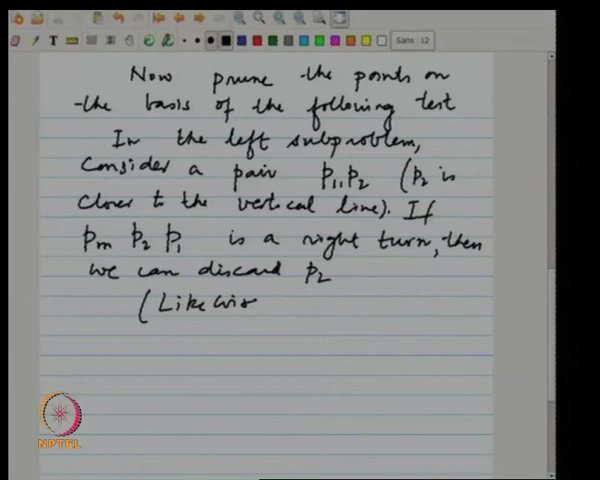 Sans 12
Now prune the points on
the basis of the following test
In the left subproblem,
Consider a pair p1, p2 (p2 is
closer to the vertical line). If
pm p2 p1 is a right turn, then
we can discard p2
(Likewis
NPTEL